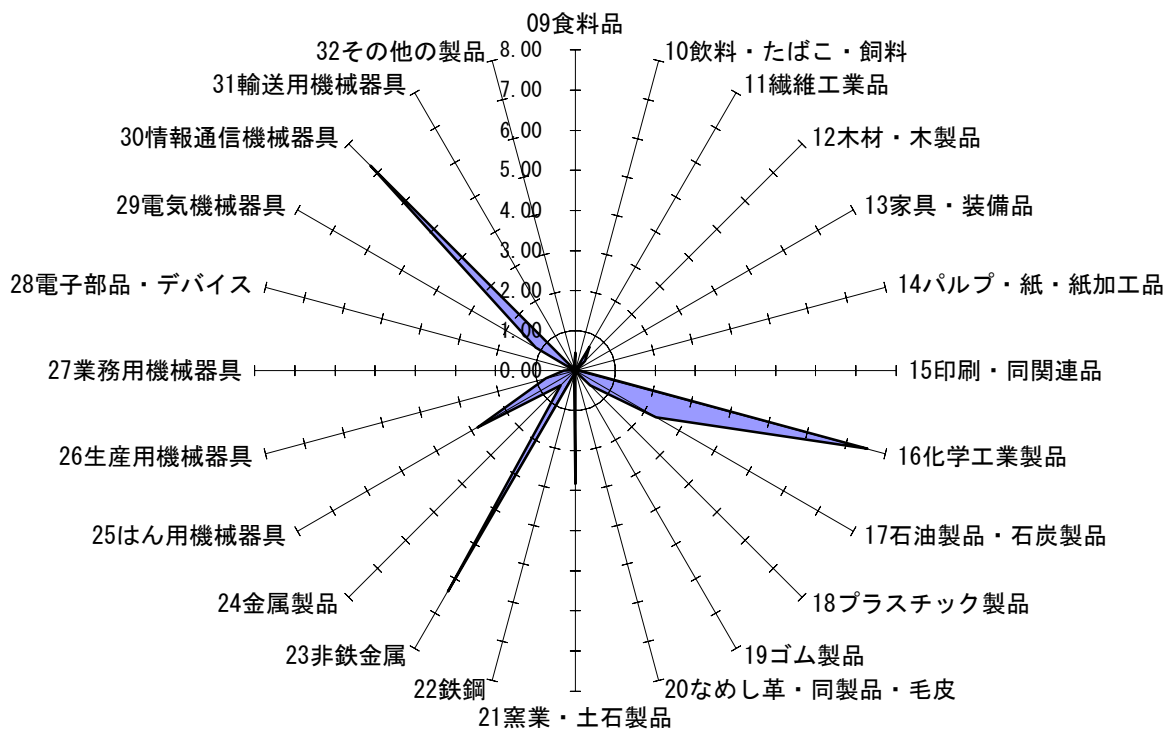 09食料品
10飲料・たばこ・飼料
11繊維工業品
12木材・木製品
13家具・装備品
14パルプ・紙・紙加工品
15印刷・同関連品
16化学工業製品
17石油製品・石炭製品
18プラスチック製品
19ゴム製品
20なめし革・同製品・毛皮
21窯業・土石製品
22鉄鋼
23非鉄金属
24金属製品
25はん用機械器具
26生産用機械器具
27業務用機械器具
28電子部品・デバイス
29電気機械器具
30情報通信機械器具
31輸送用機械器具
32その他の製品
8.00
7.00
6.00
5.00
4.00
3.00
2.00
1.00
0.00